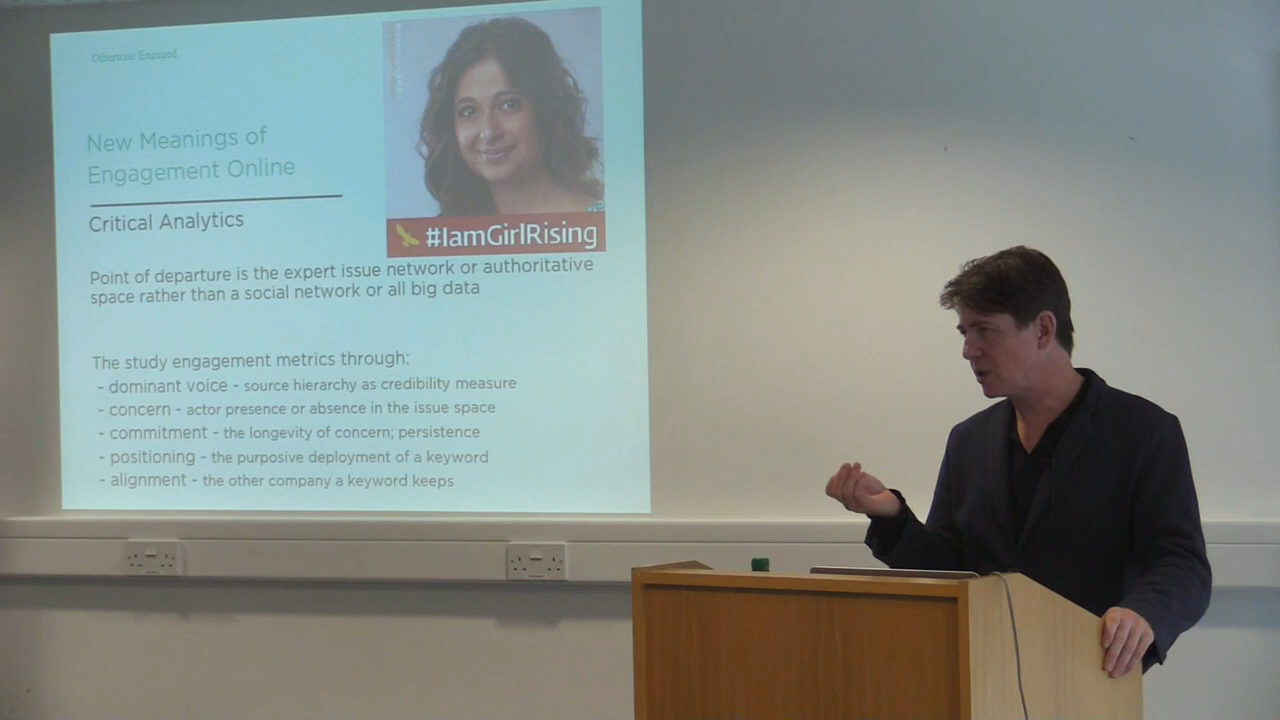 Otherwise Engaged
New Meanings of
Engagement Online
Critical Analytics
#IamGirlRising
Point of departure is the expert issue network or authoritative
space rather than a social network or all big data
The study engagement metrics through:
- dominant voice - source hierarchy as credibility measure
- concern - actor presence or absence in the issue space
- commitment - the longevity of concern; persistence
- positioning - the purposive deployment of a keyword
- alignment - the other company a keyword keeps